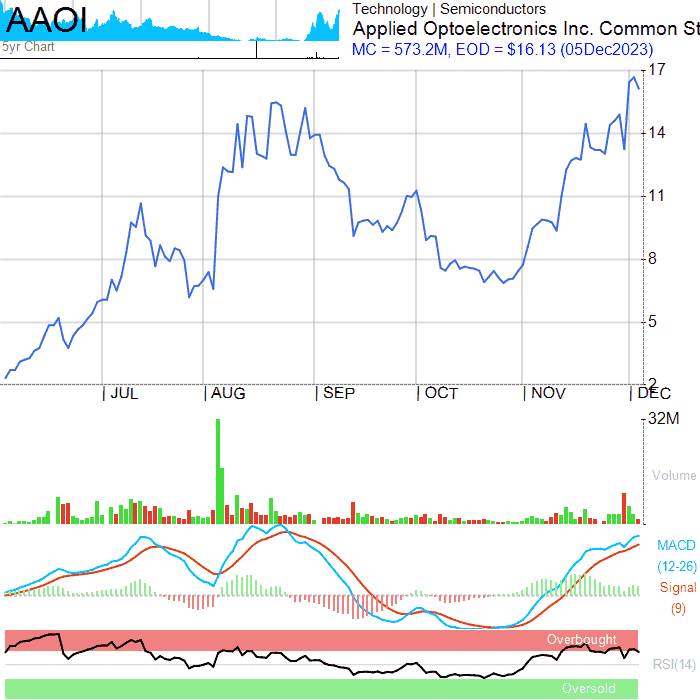 AAOI
5yr Chart
Technology | Semiconductors
Applied Optoelectronics Inc. Common St
MC = 573.2M, EOD = $16.13 (05Dec2023)
17
14
11
8
5
2
| JUL | AUG | SEP | OCT | NOV | DEC
32M
Volume
MACD
(12-26)
Signal
(9)
Overbought
RSI(14)
Oversold